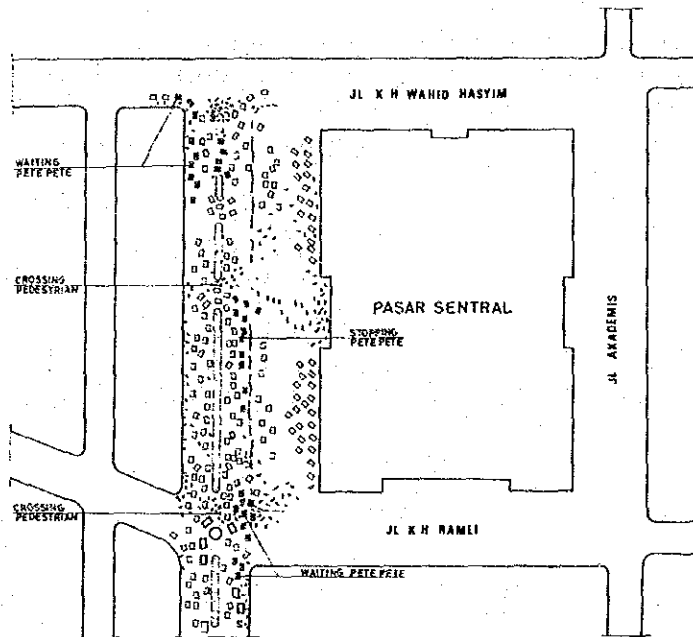 JL K H WAHID HASYIM
WAITING
PETE PETE
CROSSING
PEDESTRIAN
PASAR SENTRAL
STOPPING
PETE PETE
JL AKADEMIS
CROSSING
PEDESTRIAN
JL K H RAMLI
WAITING PETE PETE